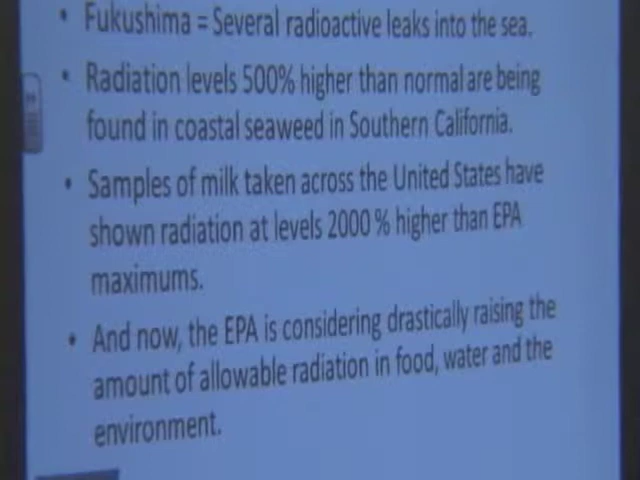 • Fukushima = Several radioactive leaks into the sea.
• Radiation levels 500% higher than normal are being
found in coastal seaweed in Southern California.
• Samples of milk taken across the United States have
shown radiation at levels 2000 % higher than EPA
maximums.
• And now, the EPA is considering drastically raising the
amount of allowable radiation in food, water and the
environment.